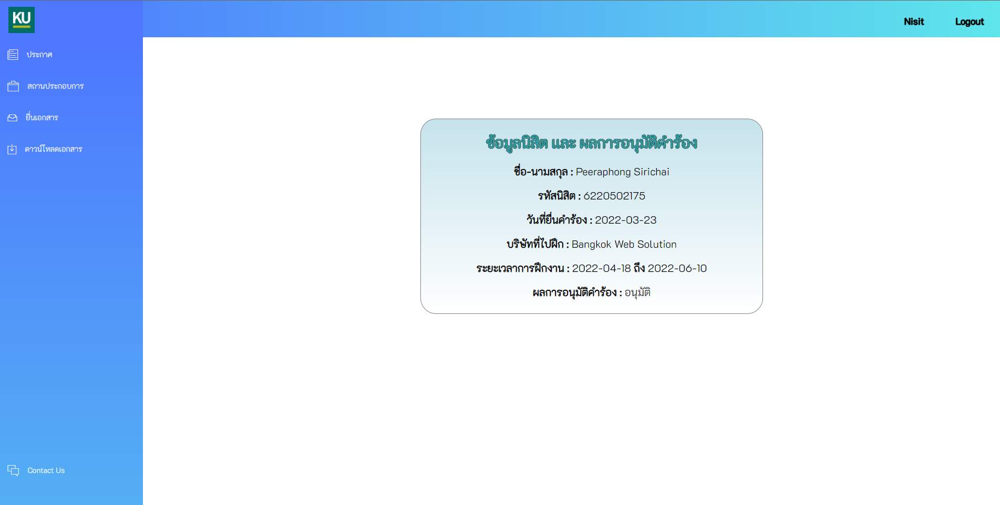 KU
Nisit
Logout
ประกาศ
สถานประกอบการ
ยื่นเอกสาร
ดาวน์โหลดเอกสาร
ข้อมูลนิสิต และ ผลการอนุมัติคำร้อง
ชื่อ-นามสกุล : Peeraphong Sirichai
รหัสนิสิต : 6220502175
วันที่ยื่นคำร้อง : 2022-03-23
บริษัทที่ไปฝึก : Bangkok Web Solution
ระยะเวลาการฝึกงาน : 2022-04-18 ถึง 2022-06-10
ผลการอนุมัติคำร้อง : อนุมัติ
Contact Us